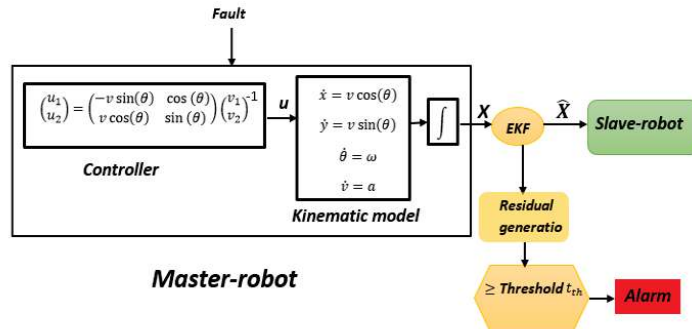 Fault
(u₁ u₂) = (−v sin(θ) cos (θ) v cos(θ) sin (θ)) (v₁ v₂)⁻¹
Controller
u
ẋ = v cos(θ)
ẏ = v sin(θ)
θ̇ = ω
v̇ = a
Kinematic model
∫
X
EKF
X̂
Slave-robot
Residual
generatio
≥ Threshold tₜₕ
Alarm
Master-robot